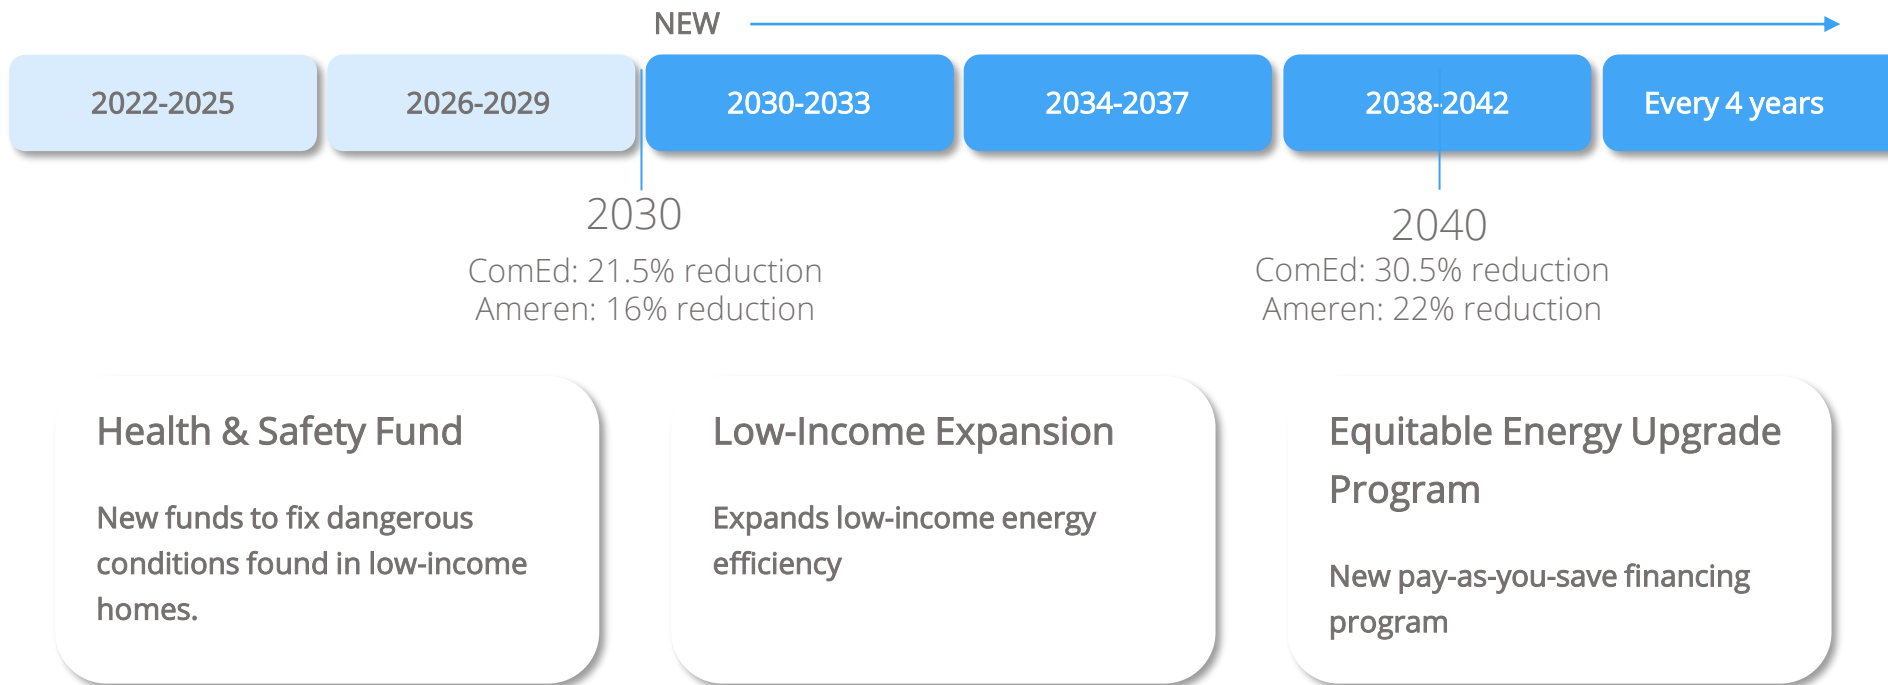 NEW
2022-2025
2026-2029
2030-2033
2034-2037
2038-2042
Every 4 years
2030
ComEd: 21.5% reduction
Ameren: 16% reduction
2040
ComEd: 30.5% reduction
Ameren: 22% reduction
Health & Safety Fund
New funds to fix dangerous
conditions found in low-income
homes.
Low-Income Expansion
Expands low-income energy
efficiency
Equitable Energy Upgrade
Program
New pay-as-you-save financing
program